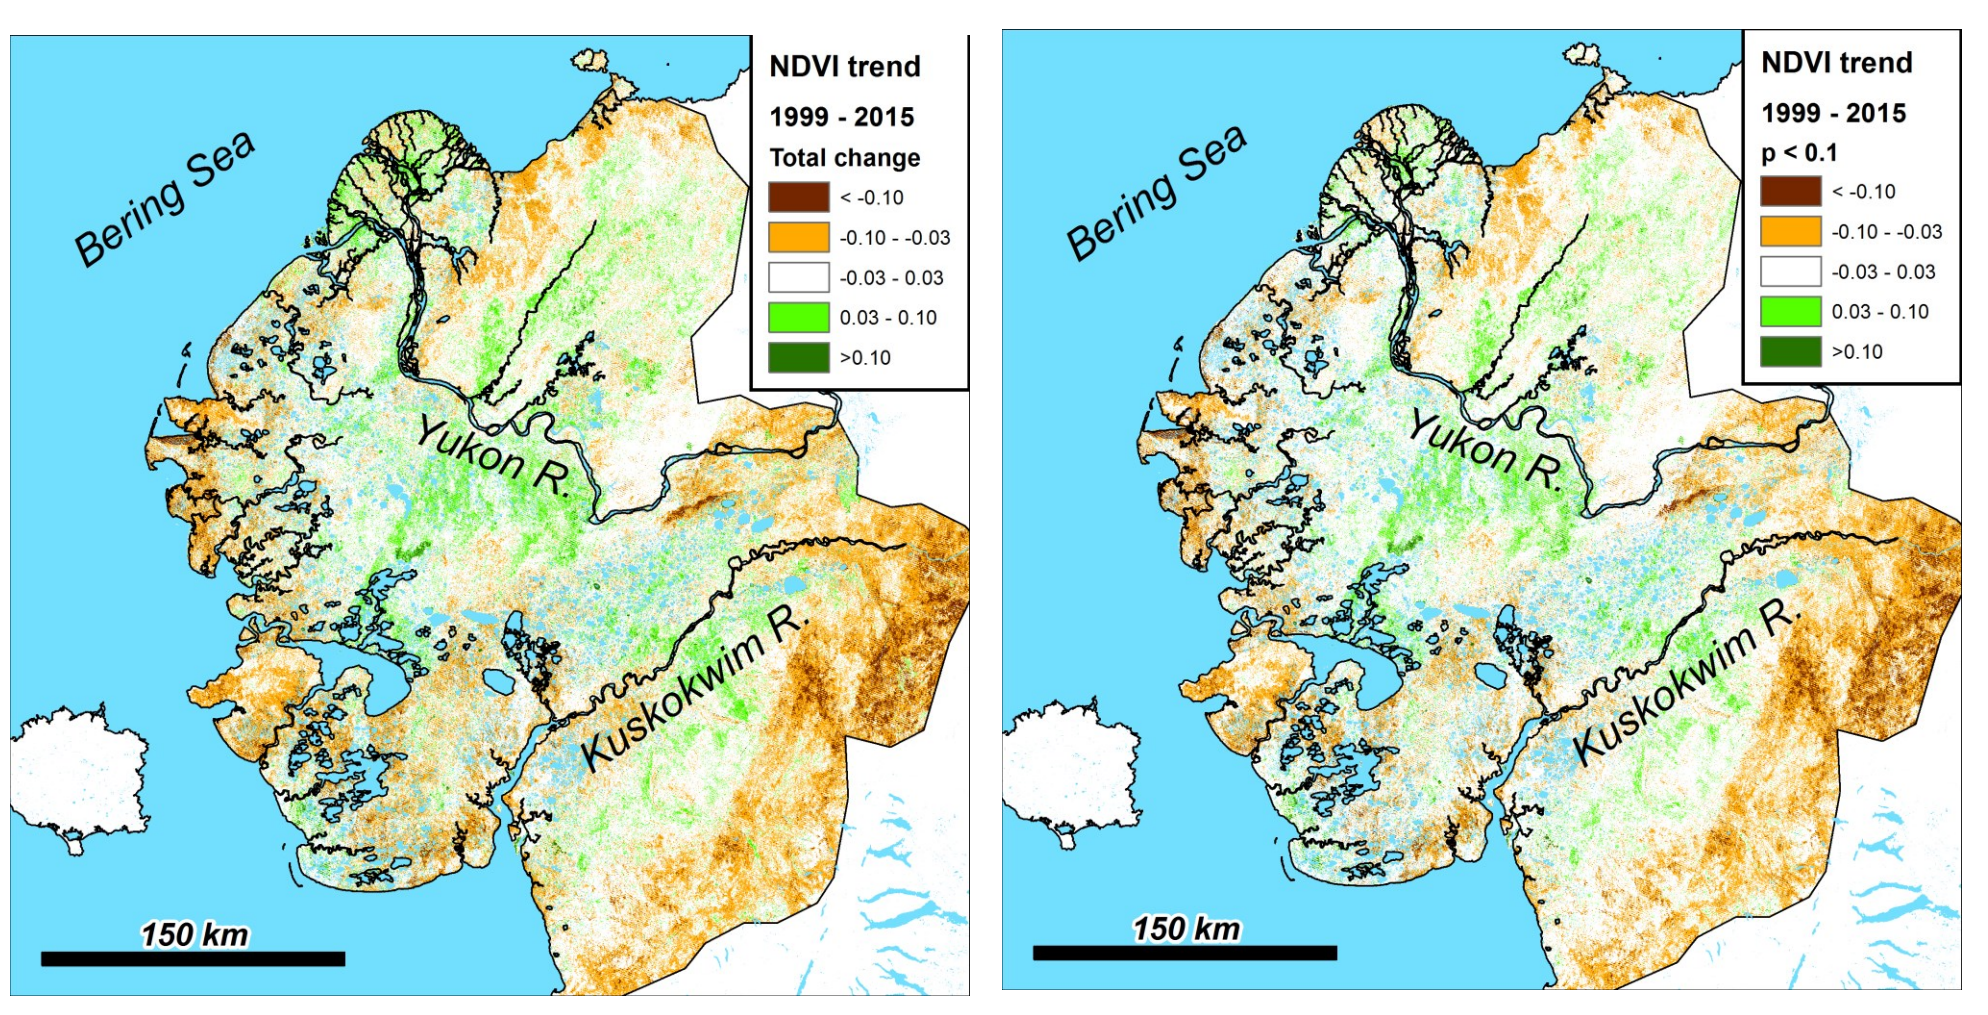 NDVI trend
1999 - 2015
Total change
< -0.10
-0.10 - -0.03
-0.03 - 0.03
0.03 - 0.10
>0.10
Bering Sea
Yukon R.
Kuskokwim R.
150 km
NDVI trend
1999 - 2015
p < 0.1
< -0.10
-0.10 - -0.03
-0.03 - 0.03
0.03 - 0.10
>0.10
Bering Sea
Yukon R.
Kuskokwim R.
150 km